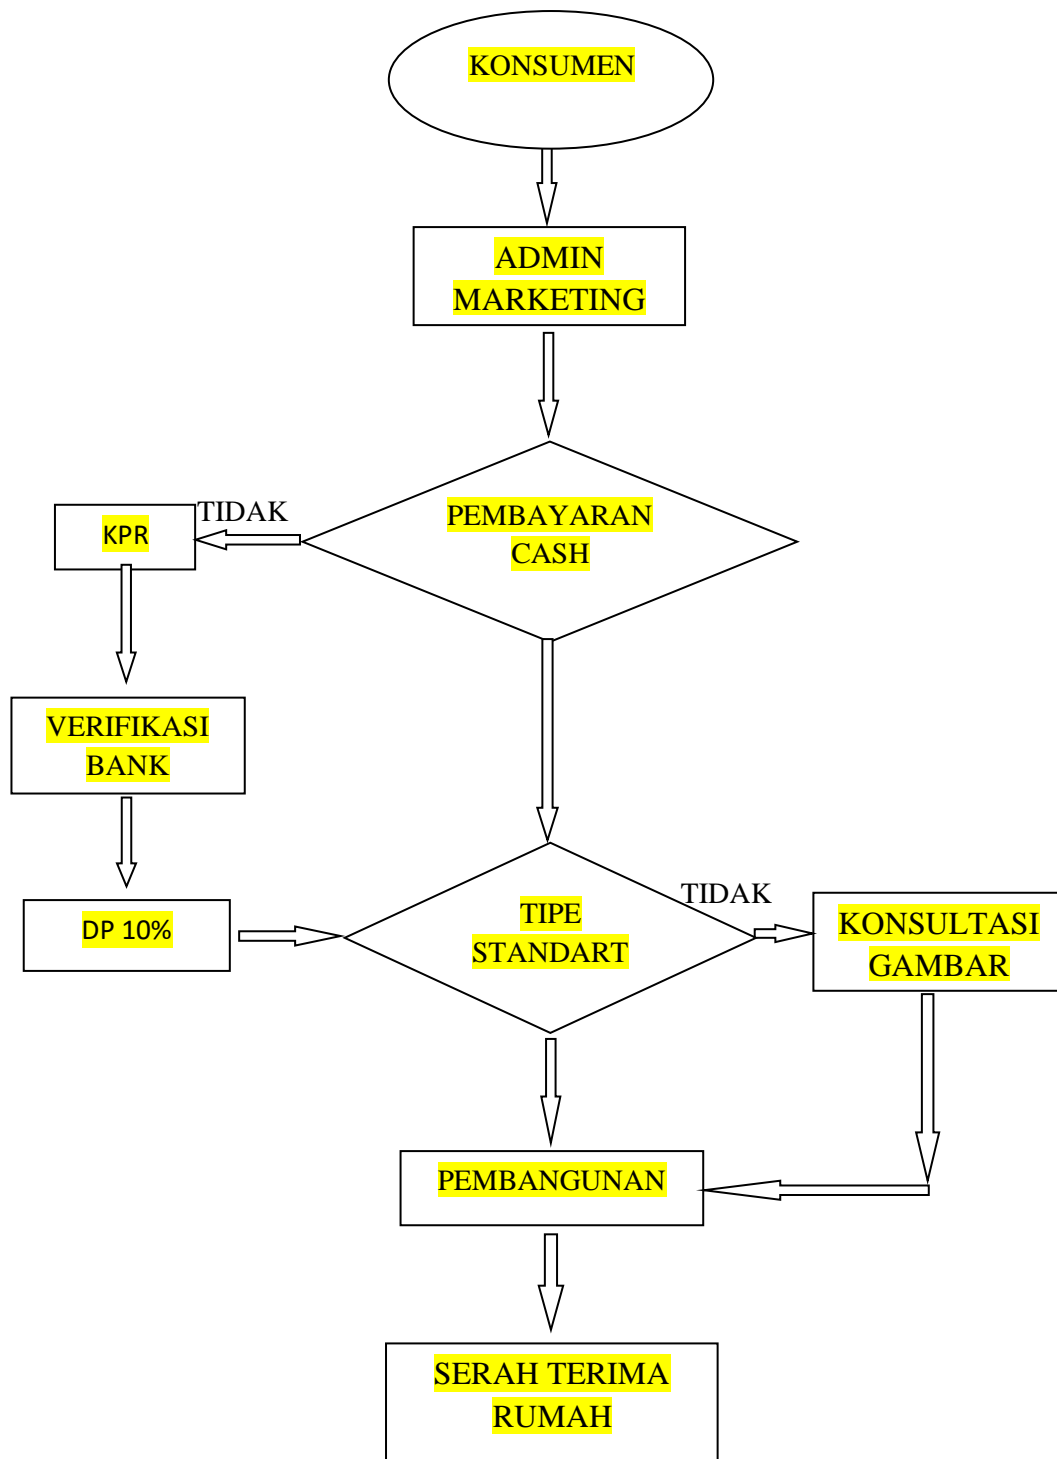 KONSUMEN
ADMIN
MARKETING
PEMBAYARAN
CASH
TIDAK
KPR
VERIFIKASI
BANK
DP 10%
TIPE
STANDART
TIDAK
KONSULTASI
GAMBAR
PEMBANGUNAN
SERAH TERIMA
RUMAH